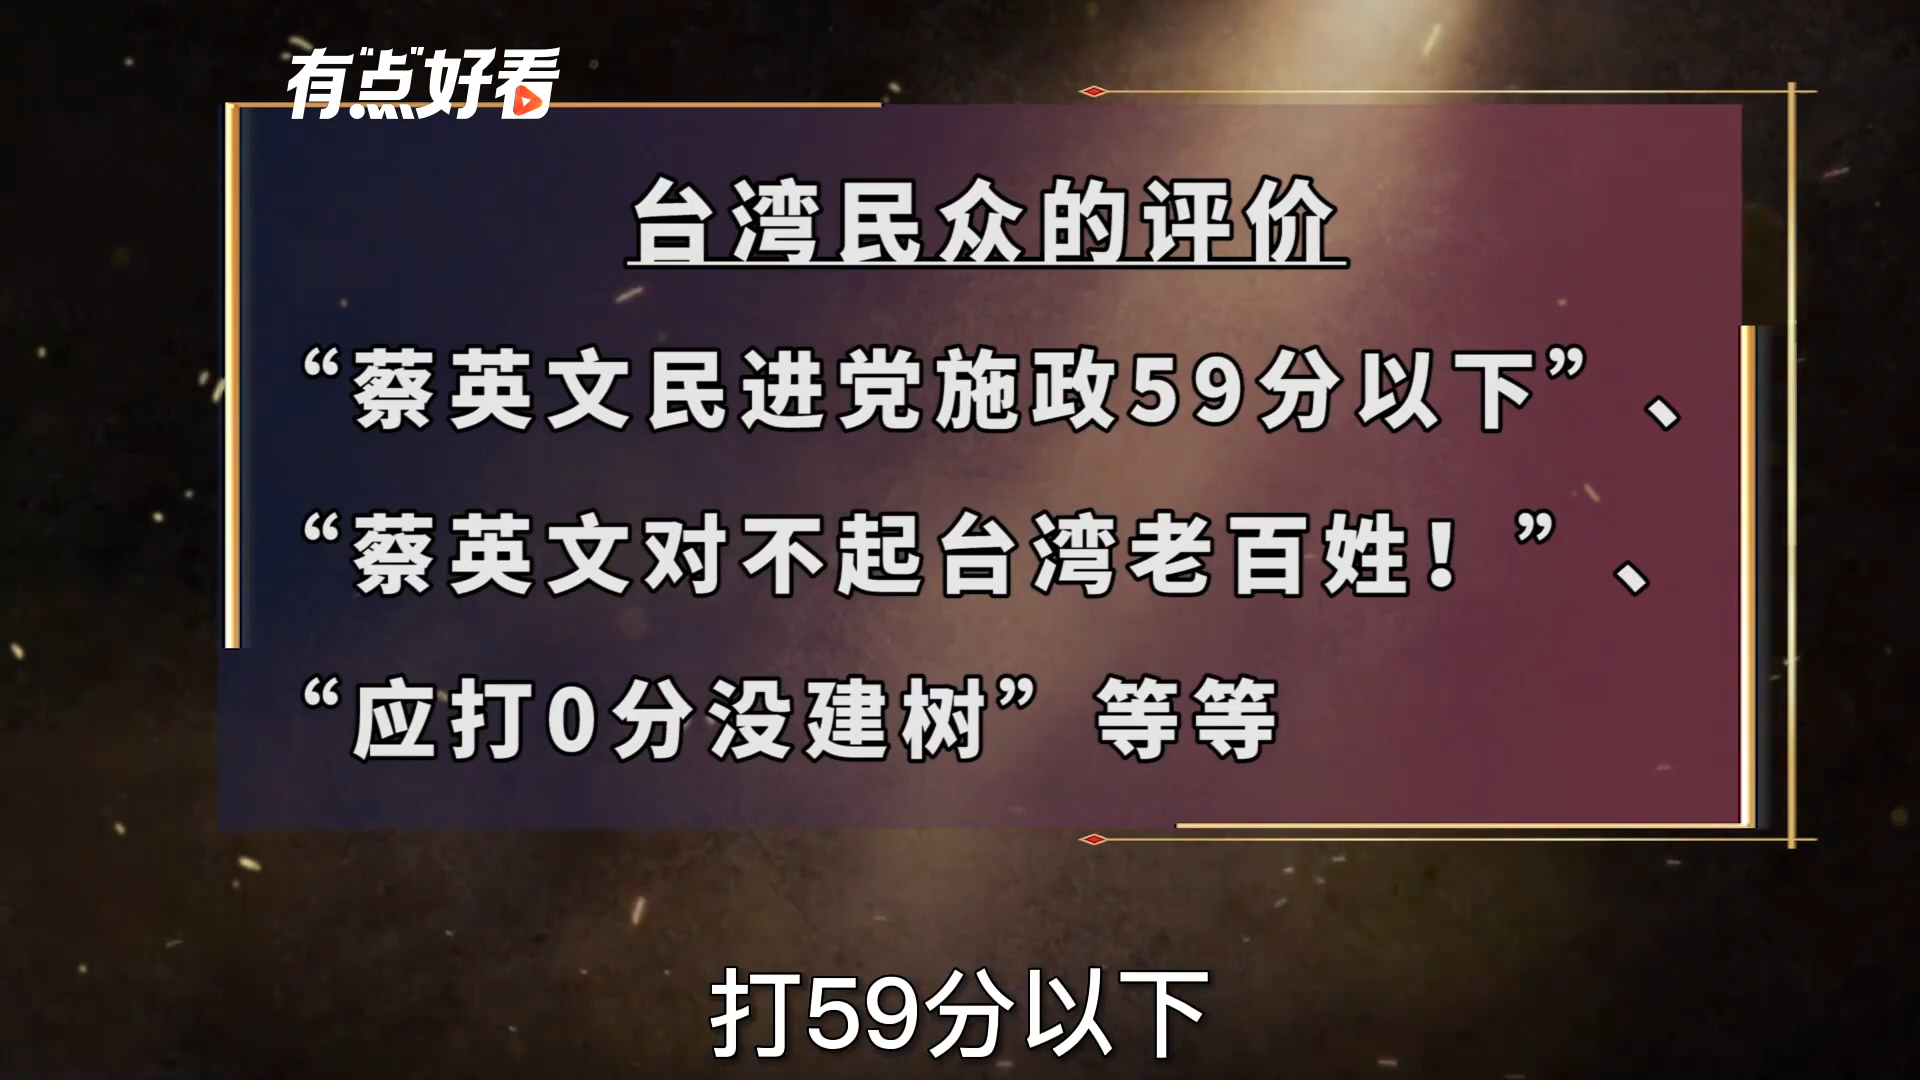 有"点"好看
台湾民众的评价
“蔡英文民进党施政59分以下”、
“蔡英文对不起台湾老百姓！”、
“应打0分没建树”等等
打59分以下